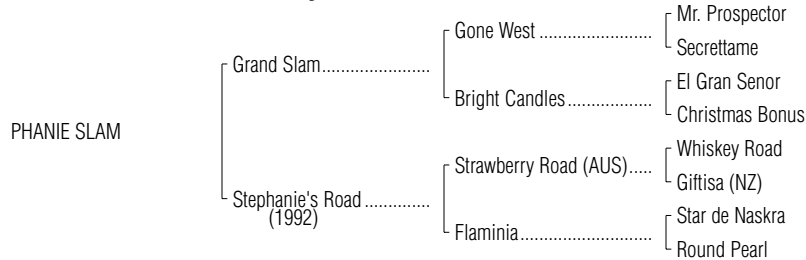 Mr. Prospector
Gone West ........................
Secrettame
Grand Slam.......................
El Gran Senor
Bright Candles..................
Christmas Bonus
PHANIE SLAM
Whiskey Road
Strawberry Road (AUS).....
Giftisa (NZ)
Stephanie's Road ..............
(1992)
Star de Naskra
Flaminia............................
Round Pearl